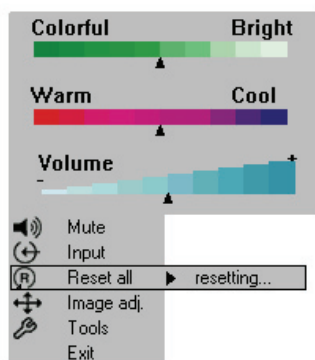 Colorful Bright
Warm Cool
Volume
- +
Mute
Input
R Reset all resetting...
Image adj.
Tools
Exit